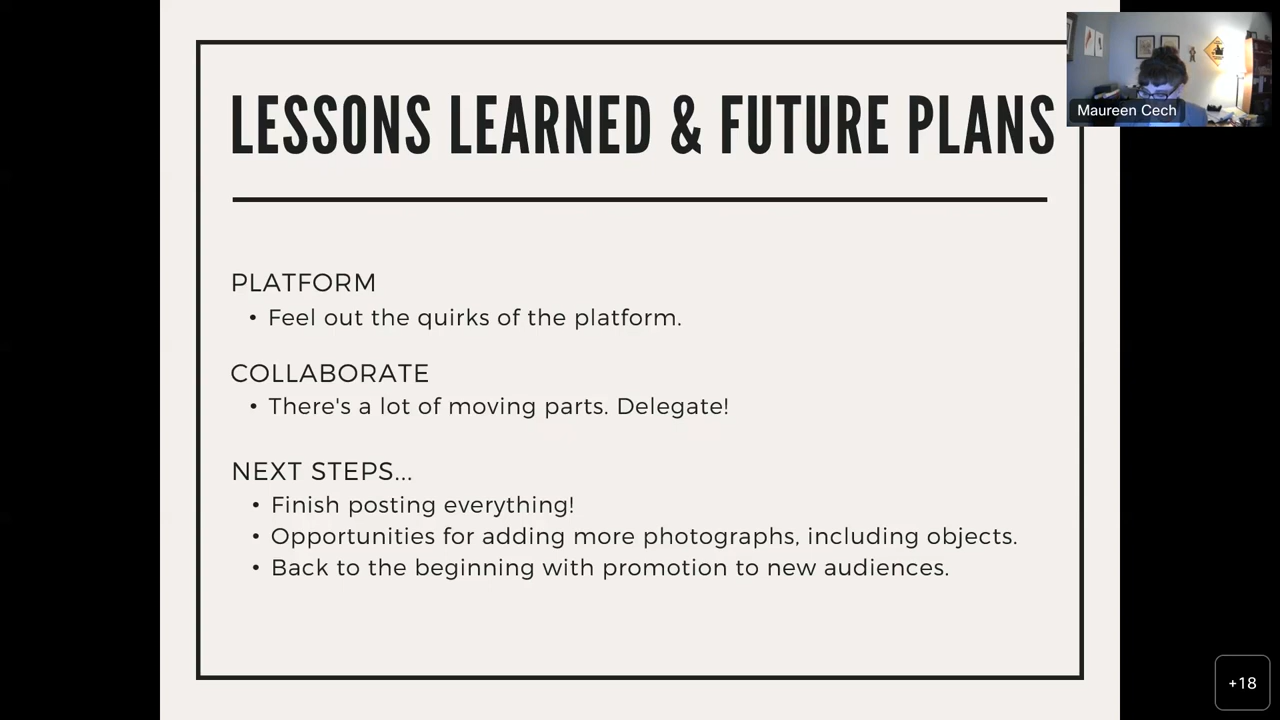 LESSONS LEARNED & FUTURE PLANS
Maureen Cech
PLATFORM
• Feel out the quirks of the platform.
COLLABORATE
• There's a lot of moving parts. Delegate!
NEXT STEPS...
• Finish posting everything!
• Opportunities for adding more photographs, including objects.
• Back to the beginning with promotion to new audiences.
+18